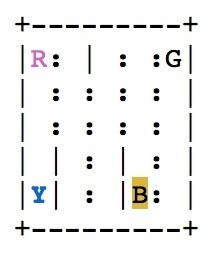 +---------+
|R: | : :G|
| : : : : |
| : : : : |
| | : | : |
|Y| : |B: |
+---------+